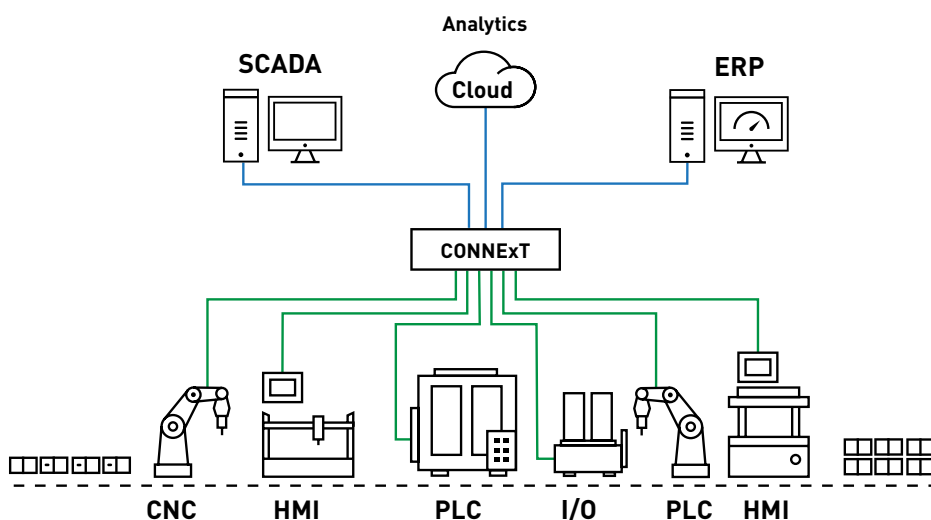 Analytics
Cloud
SCADA
ERP
CONNExT
CNC
HMI
PLC
I/O
PLC
HMI